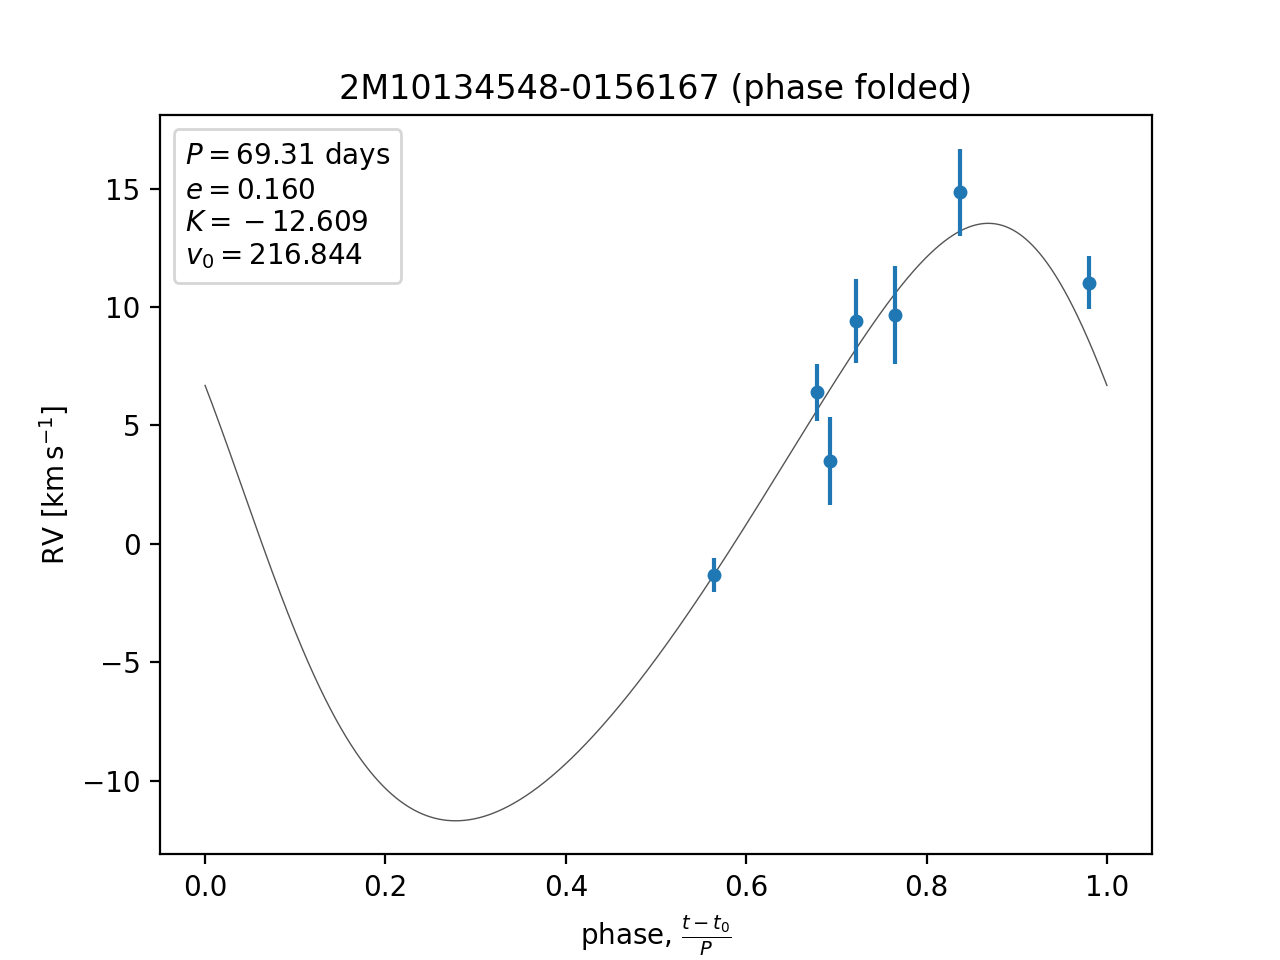 2M10134548-0156167 (phase folded)
P = 69.31 days
e = 0.160
K = −12.609
v₀ = 216.844
15
10
5
0
−5
−10
RV [km s⁻¹]
0.0 0.2 0.4 0.6 0.8 1.0
phase, (t − t₀)/P